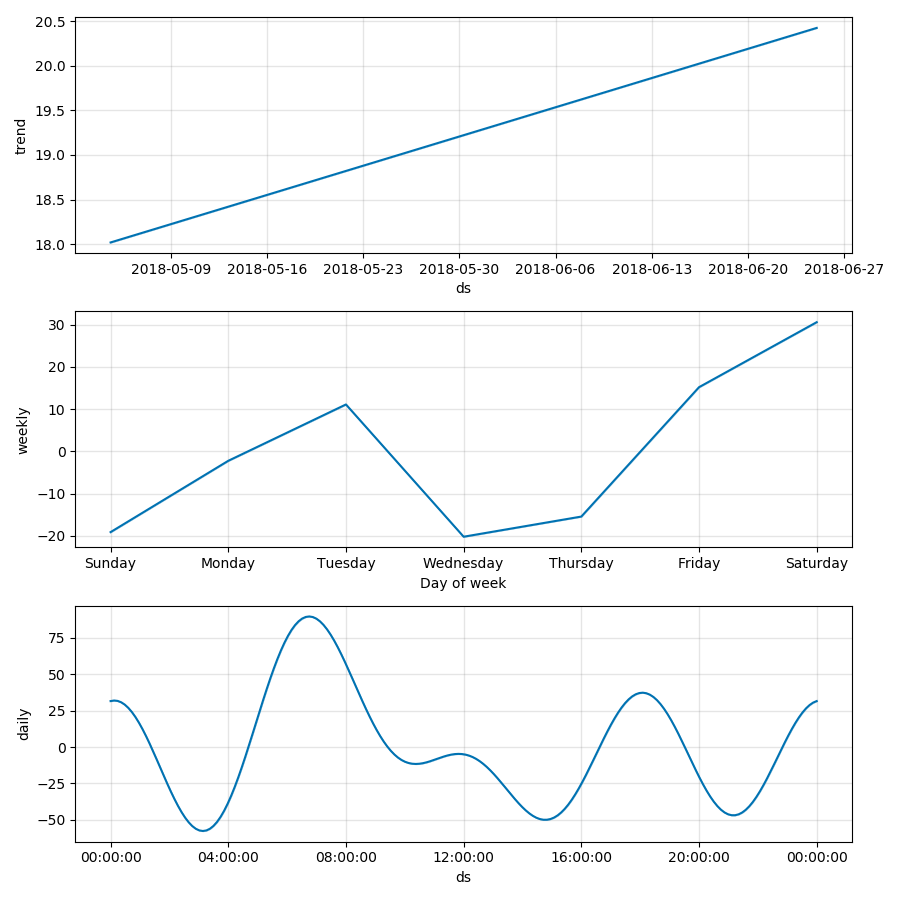 20.5
20.0
19.5
19.0
18.5
18.0
trend
2018-05-09 2018-05-16 2018-05-23 2018-05-30 2018-06-06 2018-06-13 2018-06-20 2018-06-27
ds
30
20
10
0
−10
−20
weekly
Sunday Monday Tuesday Wednesday Thursday Friday Saturday
Day of week
75
50
25
0
−25
−50
daily
00:00:00 04:00:00 08:00:00 12:00:00 16:00:00 20:00:00 00:00:00
ds